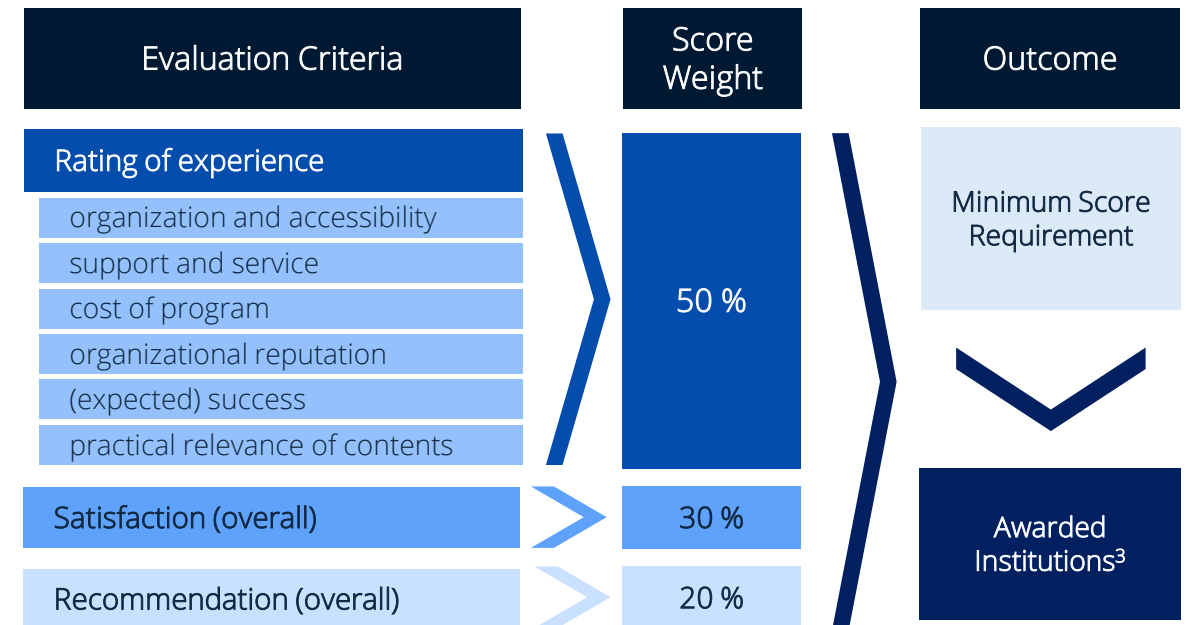 Evaluation Criteria
Score
Weight
Outcome
Rating of experience
organization and accessibility
support and service
cost of program
organizational reputation
(expected) success
practical relevance of contents
50 %
Satisfaction (overall)
30 %
Recommendation (overall)
20 %
Minimum Score
Requirement
Awarded
Institutions³